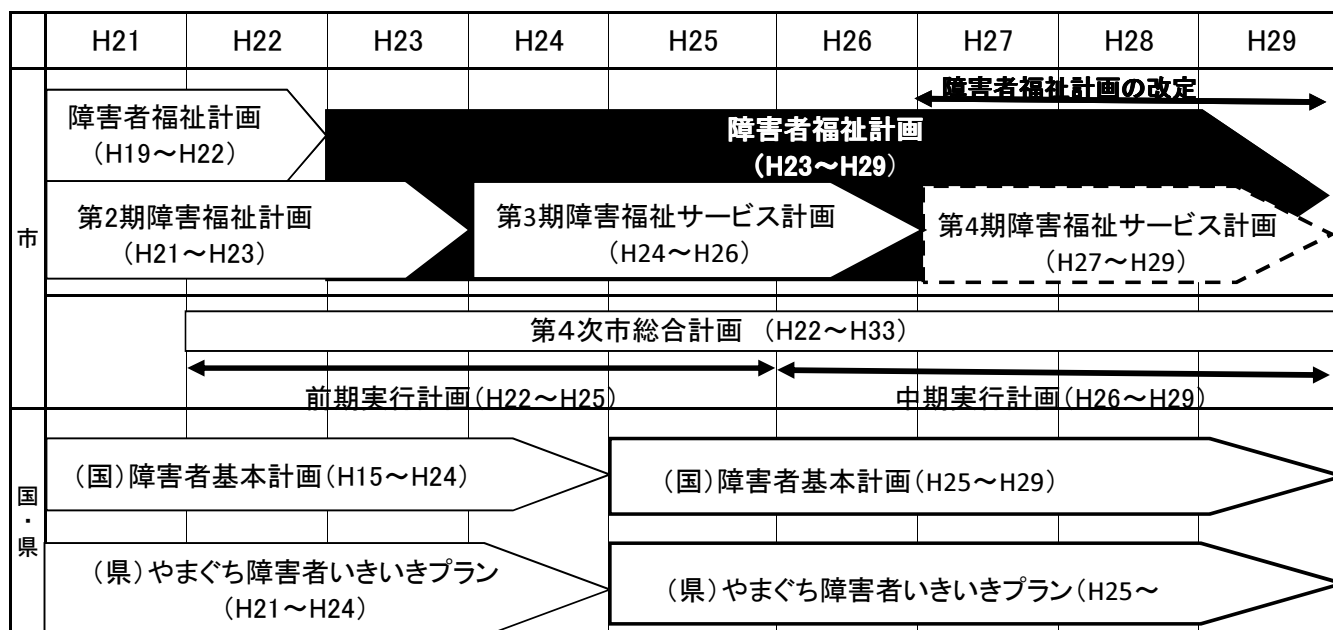 H21 H22 H23 H24 H25 H26 H27 H28 H29
市
障害者福祉計画の改定
障害者福祉計画
（H19～H22）
障害者福祉計画
（H23～H29）
第2期障害福祉計画
（H21～H23）
第3期障害福祉サービス計画
（H24～H26）
第4期障害福祉サービス計画
（H27～H29）
第4次市総合計画 （H22～H33）
前期実行計画（H22～H25）
中期実行計画（H26～H29）
国・県
（国）障害者基本計画（H15～H24）
（国）障害者基本計画（H25～H29）
（県）やまぐち障害者いきいきプラン
（H21～H24）
（県）やまぐち障害者いきいきプラン（H25～